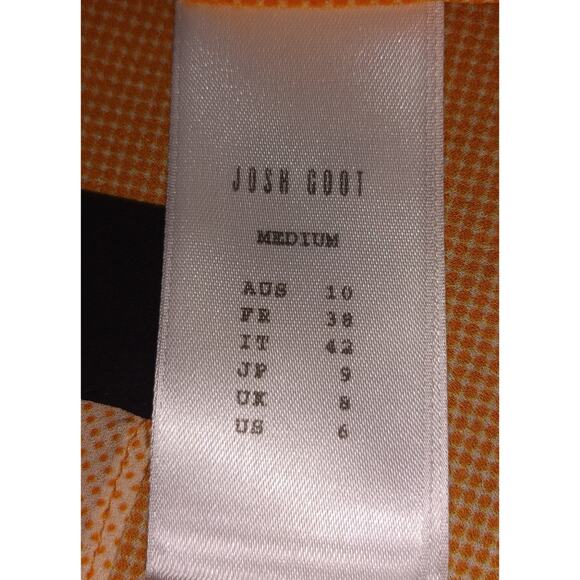 JOSH GOOT
MEDIUM
AUS 10
FR 38
IT 42
JP 9
UK 8
US 6